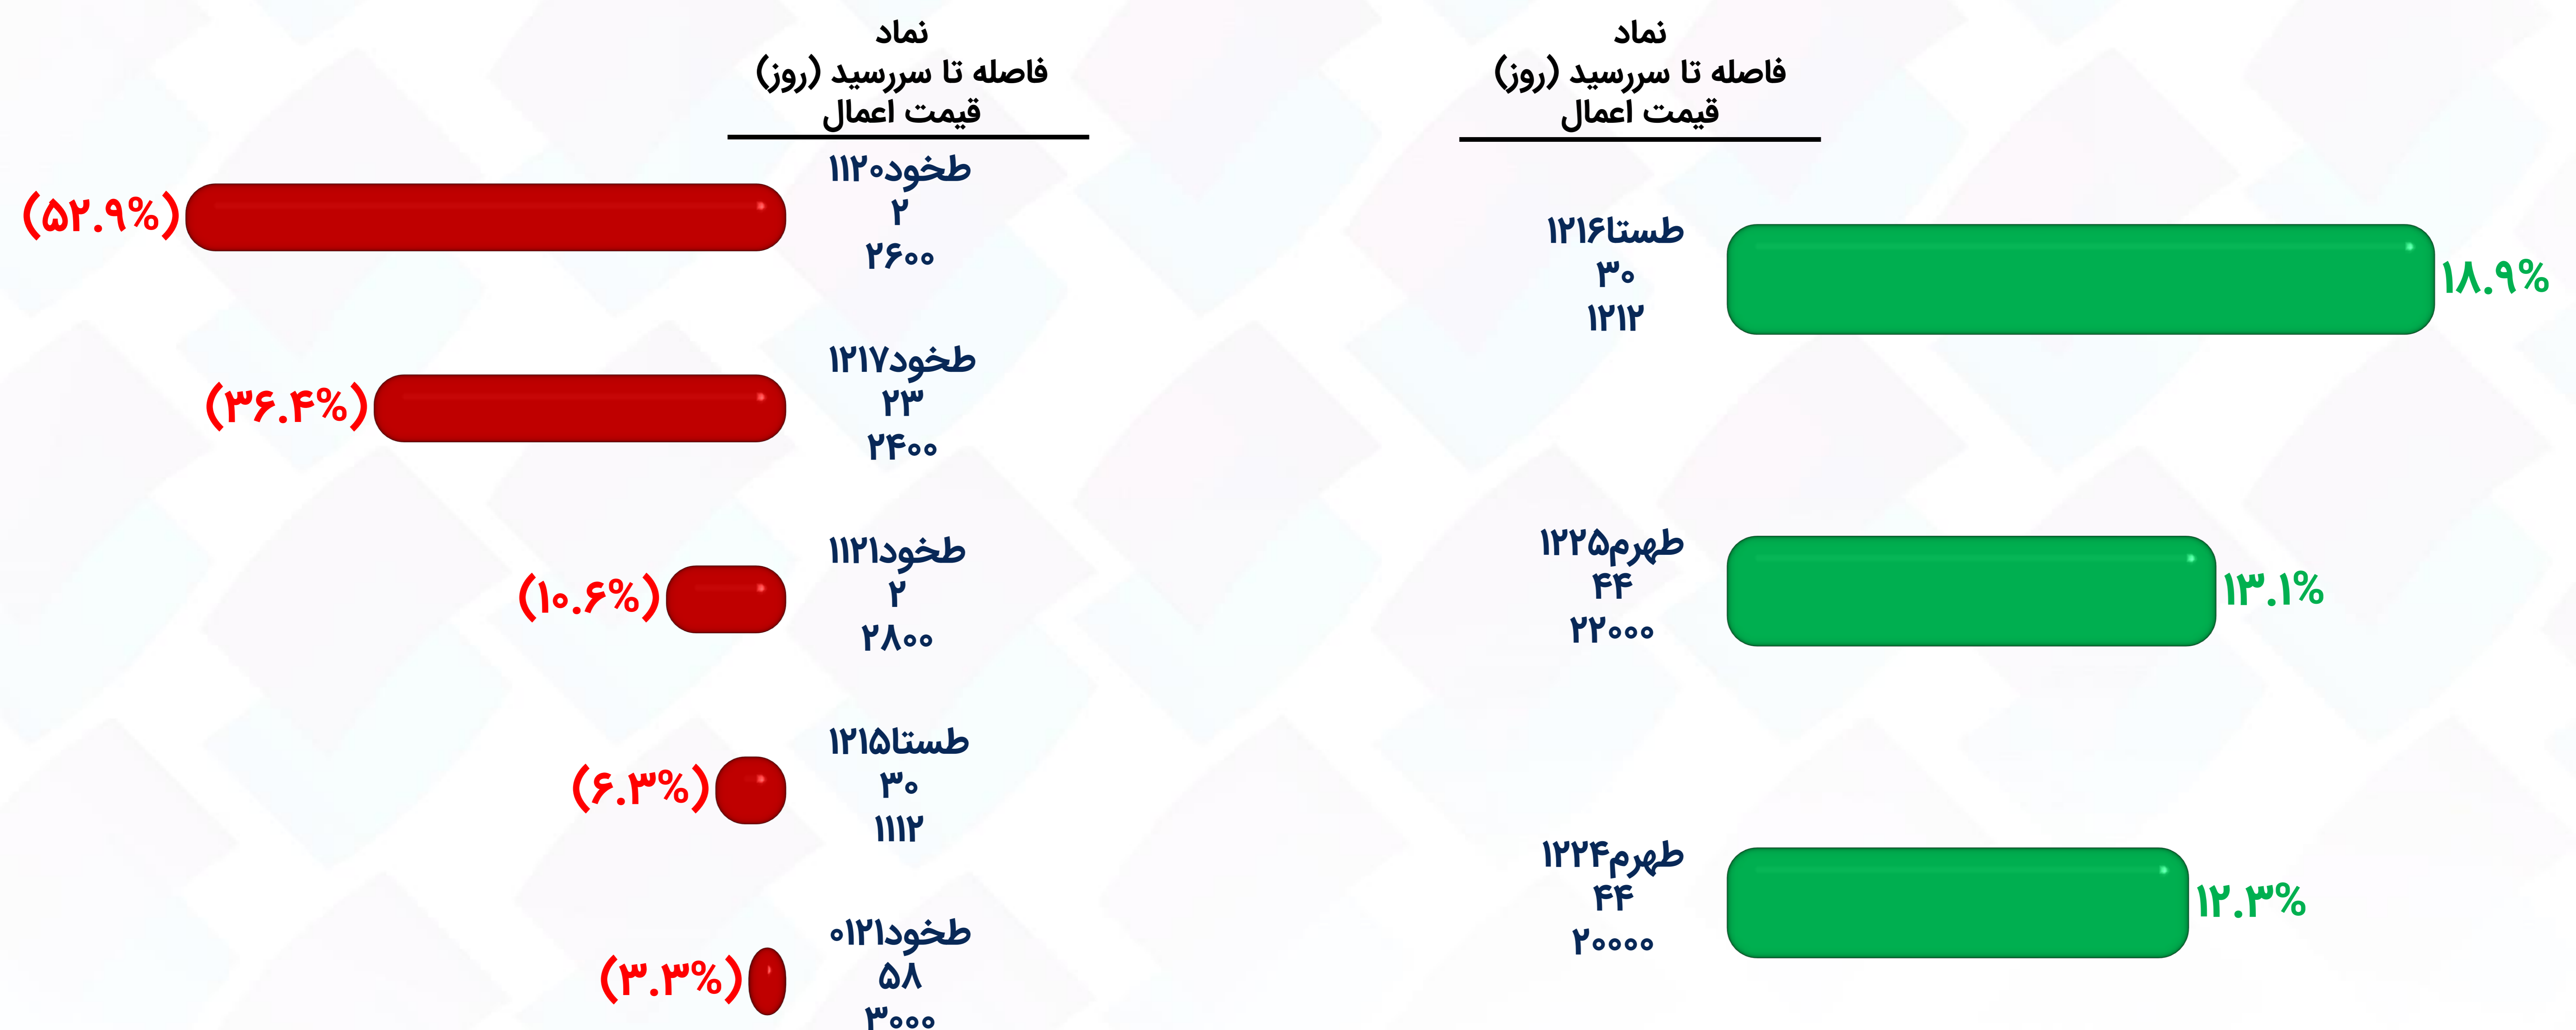 نماد
فاصله تا سررسید (روز)
قیمت اعمال
طستا۱۲۱۶
۳۰
۱۲۱۲
۱۸.۹%
طهرم۱۲۲۵
۴۴
۲۲۰۰۰
۱۳.۱%
طهرم۱۲۲۴
۴۴
۲۰۰۰۰
۱۲.۳%
نماد
فاصله تا سررسید (روز)
قیمت اعمال
طخود۱۱۲۰
۲
۲۶۰۰
(۵۲.۹%)
طخود۱۲۱۷
۲۳
۲۴۰۰
(۳۶.۴%)
طخود۱۱۲۱
۲
۲۸۰۰
(۱۰.۶%)
طستا۱۲۱۵
۳۰
۱۱۱۲
(۶.۳%)
طخود۰۱۲۱
۵۸
۳۰۰۰
(۳.۳%)